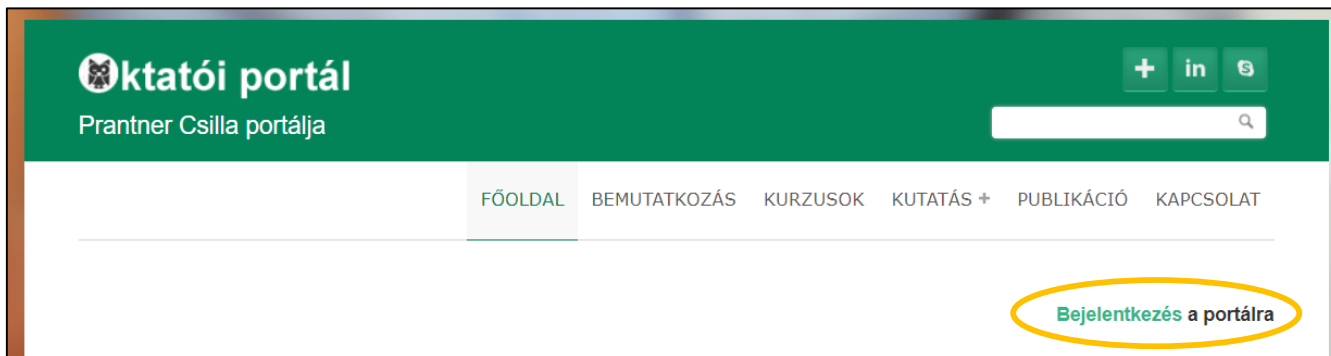 Oktatói portál
Prantner Csilla portálja
in
FŐOLDAL BEMUTATKOZÁS KURZUSOK KUTATÁS + PUBLIKÁCIÓ KAPCSOLAT
Bejelentkezés a portálra